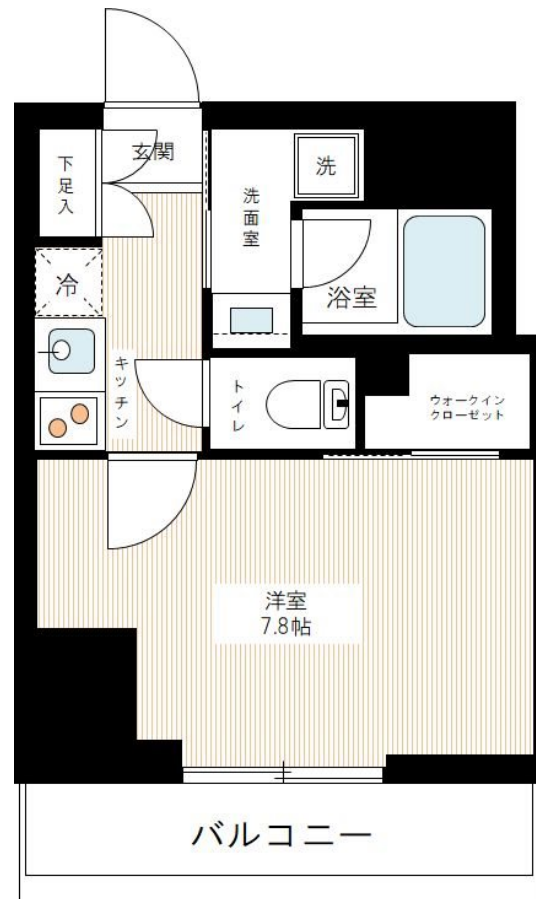 玄関
下足入
洗
洗面室
冷
浴室
キッチン
トイレ
ウォークイン
クローゼット
洋室
7.8帖
バルコニー